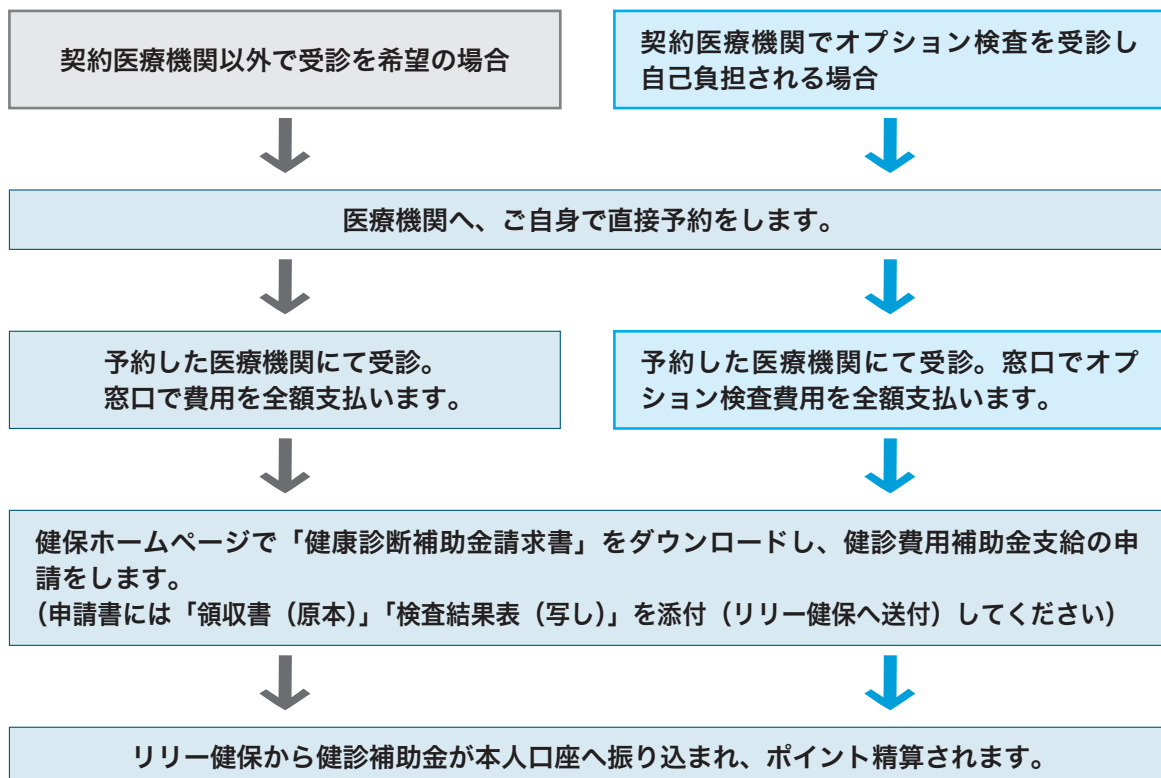 契約医療機関以外で受診を希望の場合
契約医療機関でオプション検査を受診し
自己負担される場合
医療機関へ、ご自身で直接予約をします。
予約した医療機関にて受診。
窓口で費用を全額支払います。
予約した医療機関にて受診。窓口でオプ
ション検査費用を全額支払います。
健保ホームページで「健康診断補助金請求書」をダウンロードし、健診費用補助金支給の申
請をします。
（申請書には「領収書（原本）」「検査結果表（写し）」を添付（リリー健保へ送付）してください）
リリー健保から健診補助金が本人口座へ振り込まれ、ポイント精算されます。